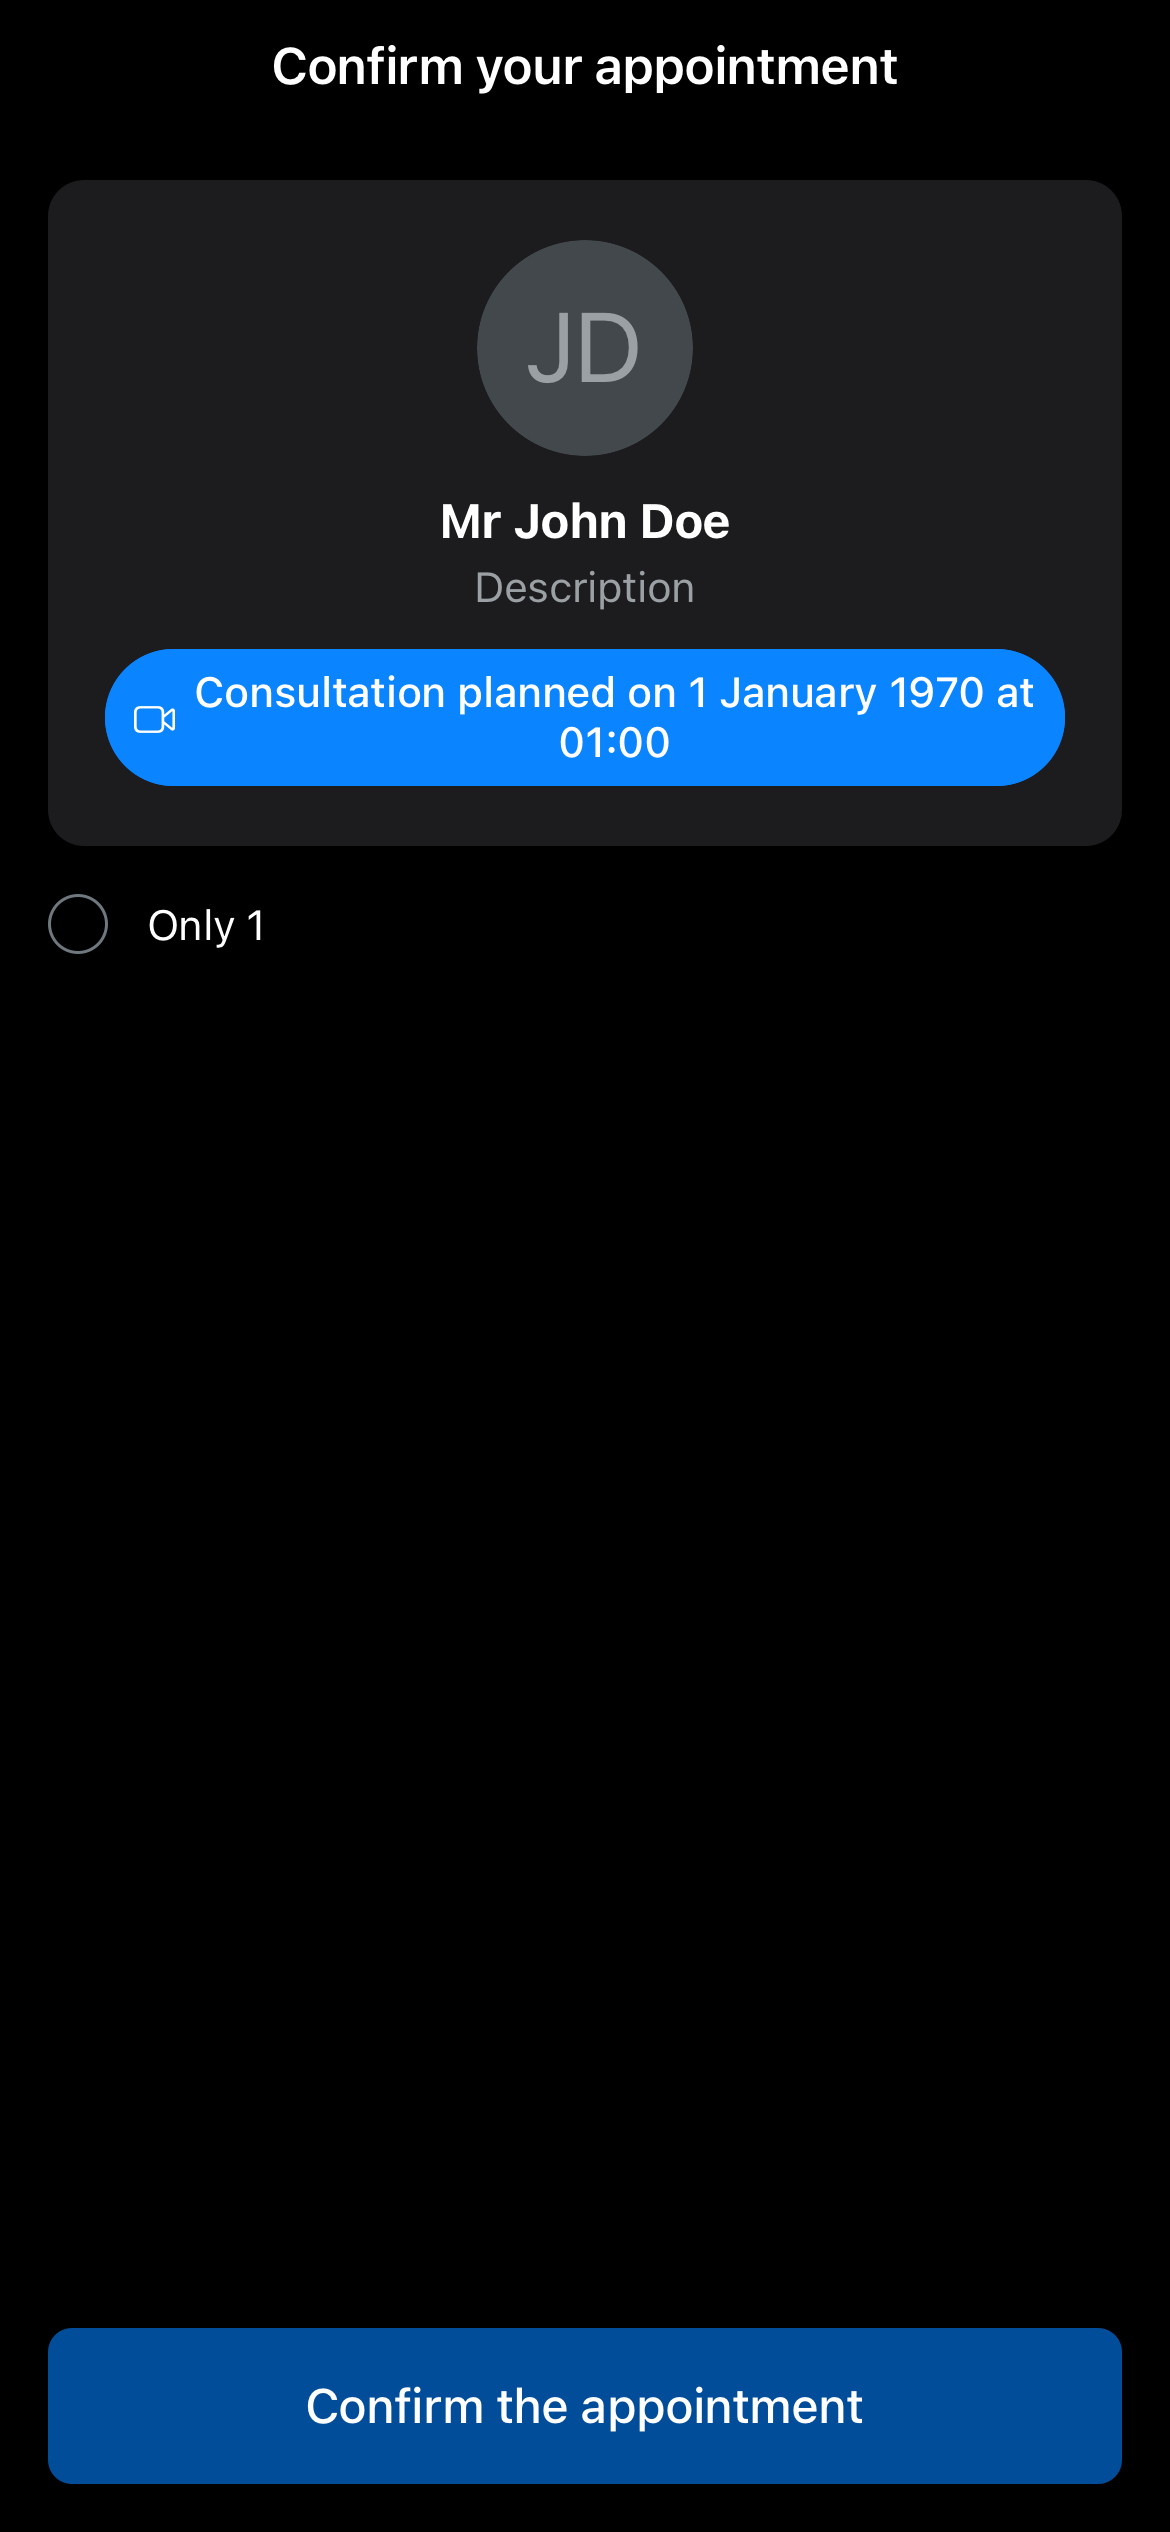 Confirm your appointment
JD
Mr John Doe
Description
Consultation planned on 1 January 1970 at
01:00
Only 1
Confirm the appointment